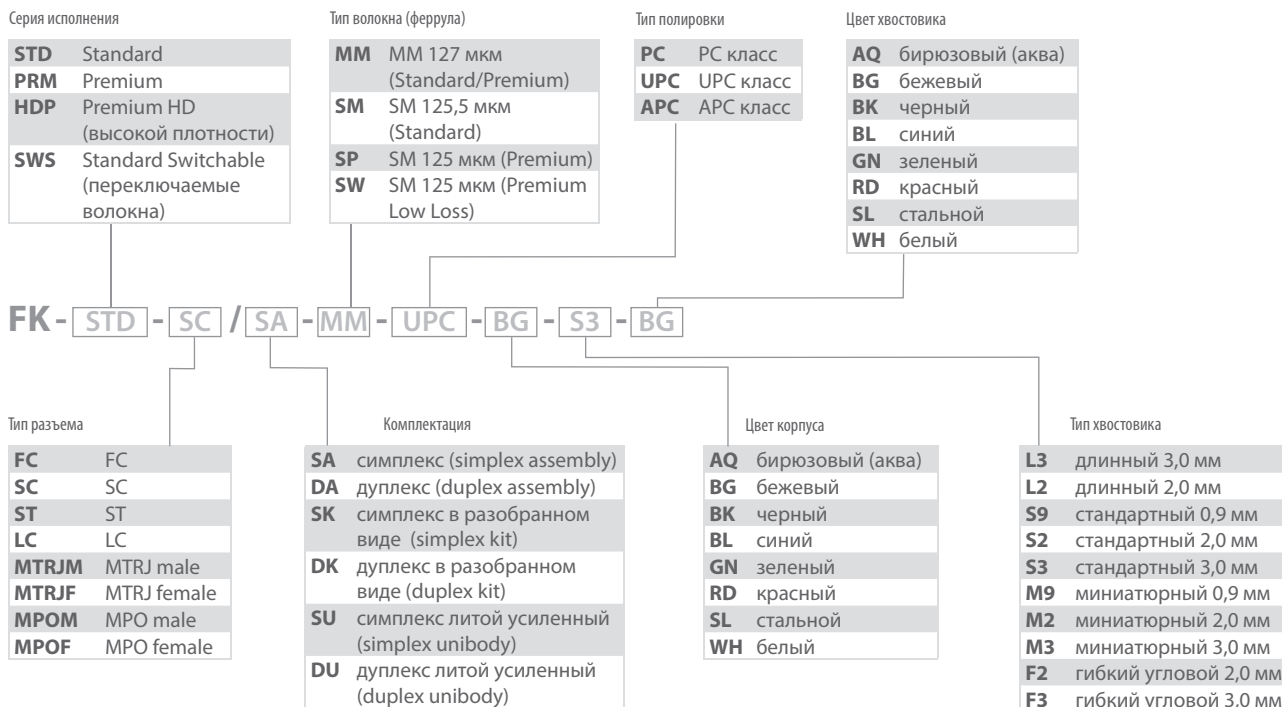 Серия исполнения
STD Standard
PRM Premium
HDP Premium HD
(высокой плотности)
SWS Standard Switchable
(переключаемые
волокна)
Тип волокна (феррула)
MM MM 127 мкм
(Standard/Premium)
SM SM 125,5 мкм
(Standard)
SP SM 125 мкм (Premium)
SW SM 125 мкм (Premium
Low Loss)
Тип полировки
PC PC класс
UPC UPC класс
APC APC класс
Цвет хвостовика
AQ бирюзовый (аква)
BG бежевый
BK черный
BL синий
GN зеленый
RD красный
SL стальной
WH белый
FK - STD - SC / SA - MM - UPC - BG - S3 - BG
Тип разъема
FC FC
SC SC
ST ST
LC LC
MTRJM MTRJ male
MTRJF MTRJ female
MPOM MPO male
MPOF MPO female
Комплектация
SA симплекс (simplex assembly)
DA дуплекс (duplex assembly)
SK симплекс в разобранном
виде (simplex kit)
DK дуплекс в разобранном
виде (duplex kit)
SU симплекс литой усиленный
(simplex unibody)
DU дуплекс литой усиленный
(duplex unibody)
Цвет корпуса
AQ бирюзовый (аква)
BG бежевый
BK черный
BL синий
GN зеленый
RD красный
SL стальной
WH белый
Тип хвостовика
L3 длинный 3,0 мм
L2 длинный 2,0 мм
S9 стандартный 0,9 мм
S2 стандартный 2,0 мм
S3 стандартный 3,0 мм
M9 миниатюрный 0,9 мм
M2 миниатюрный 2,0 мм
M3 миниатюрный 3,0 мм
F2 гибкий угловой 2,0 мм
F3 гибкий угловой 3,0 мм